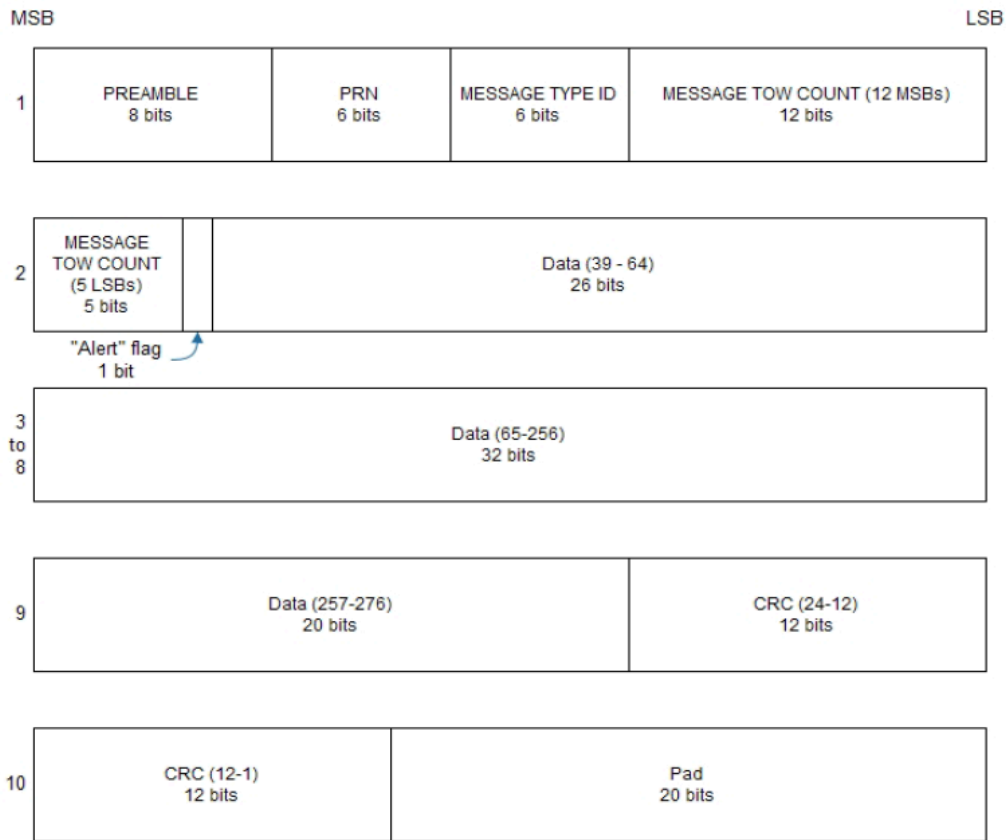 MSB
LSB
1
PREAMBLE
8 bits
PRN
6 bits
MESSAGE TYPE ID
6 bits
MESSAGE TOW COUNT (12 MSBs)
12 bits
2
MESSAGE
TOW COUNT
(5 LSBs)
5 bits
Data (39 - 64)
26 bits
"Alert" flag
1 bit
3
to
8
Data (65-256)
32 bits
9
Data (257-276)
20 bits
CRC (24-12)
12 bits
10
CRC (12-1)
12 bits
Pad
20 bits